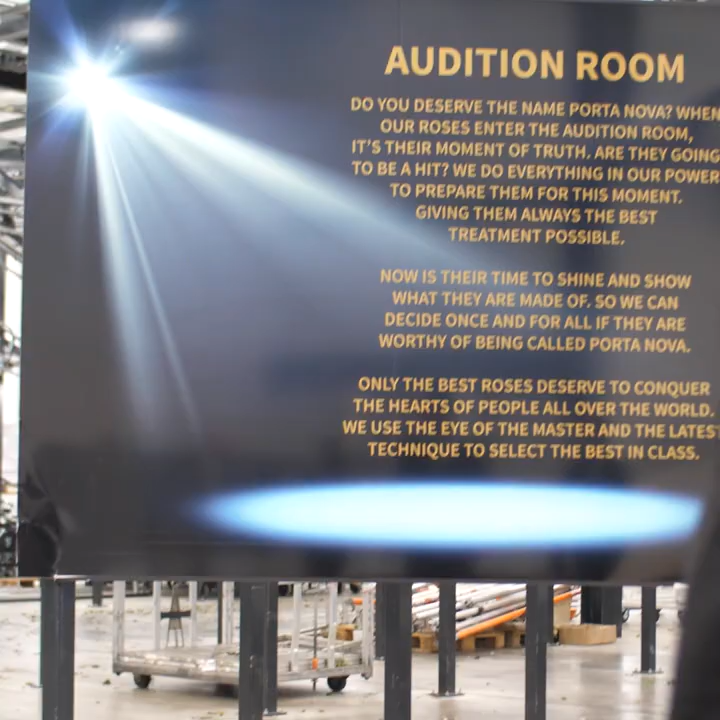 AUDITION ROOM
DO YOU DESERVE THE NAME PORTA NOVA? WHEN
OUR ROSES ENTER THE AUDITION ROOM,
IT'S THEIR MOMENT OF TRUTH. ARE THEY GOING
TO BE A HIT? WE DO EVERYTHING IN OUR POWER
TO PREPARE THEM FOR THIS MOMENT.
GIVING THEM ALWAYS THE BEST
TREATMENT POSSIBLE.
NOW IS THEIR TIME TO SHINE AND SHOW
WHAT THEY ARE MADE OF. SO WE CAN
DECIDE ONCE AND FOR ALL IF THEY ARE
WORTHY OF BEING CALLED PORTA NOVA.
ONLY THE BEST ROSES DESERVE TO CONQUER
THE HEARTS OF PEOPLE ALL OVER THE WORLD.
WE USE THE EYE OF THE MASTER AND THE LATEST
TECHNIQUE TO SELECT THE BEST IN CLASS.